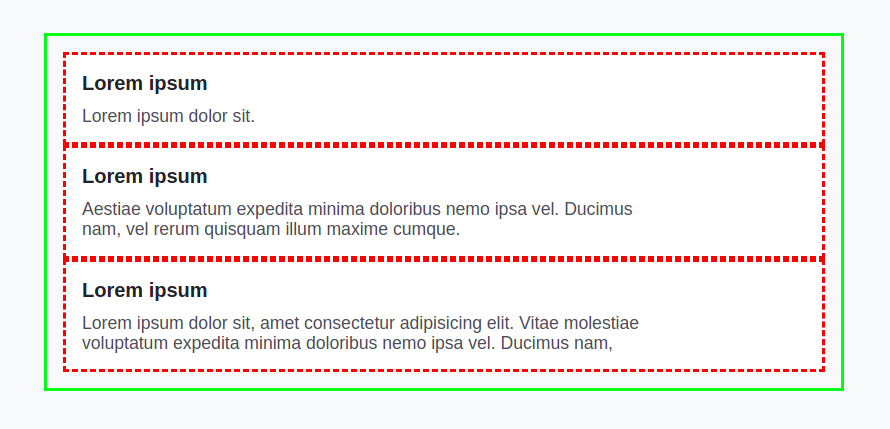 Lorem ipsum
Lorem ipsum dolor sit.
Lorem ipsum
Aestiae voluptatum expedita minima doloribus nemo ipsa vel. Ducimus
nam, vel rerum quisquam illum maxime cumque.
Lorem ipsum
Lorem ipsum dolor sit, amet consectetur adipisicing elit. Vitae molestiae
voluptatum expedita minima doloribus nemo ipsa vel. Ducimus nam,